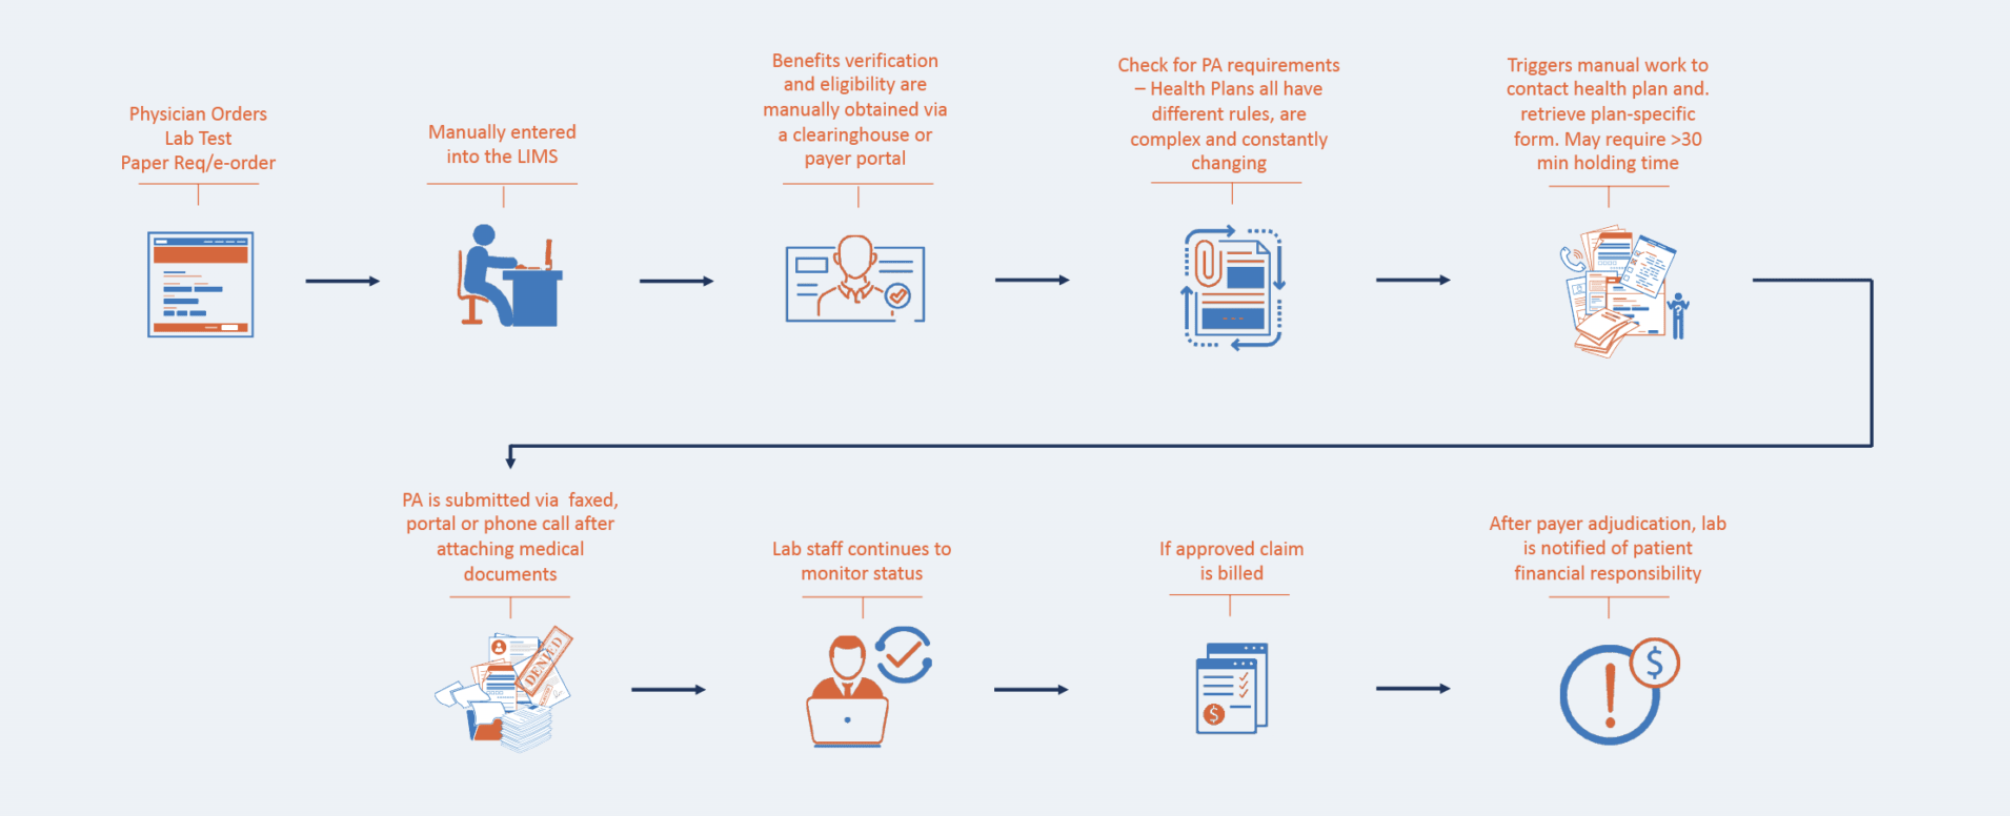 Physician Orders
Lab Test
Paper Req/e-order
Manually entered
into the LIMS
Benefits verification
and eligibility are
manually obtained via
a clearinghouse or
payer portal
Check for PA requirements
– Health Plans all have
different rules, are
complex and constantly
changing
Triggers manual work to
contact health plan and.
retrieve plan-specific
form. May require >30
min holding time
PA is submitted via  faxed,
portal or phone call after
attaching medical
documents
DENIED
Lab staff continues to
monitor status
If approved claim
is billed
$
After payer adjudication, lab
is notified of patient
financial responsibility
!
$